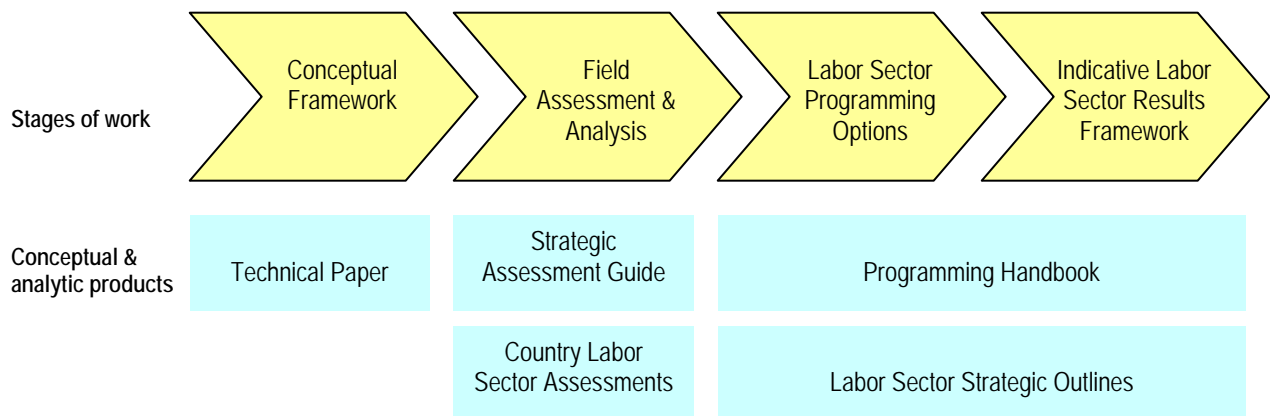 Stages of work
Conceptual
Framework
Field
Assessment &
Analysis
Labor Sector
Programming
Options
Indicative Labor
Sector Results
Framework
Conceptual &
analytic products
Technical Paper
Strategic
Assessment Guide
Programming Handbook
Country Labor
Sector Assessments
Labor Sector Strategic Outlines